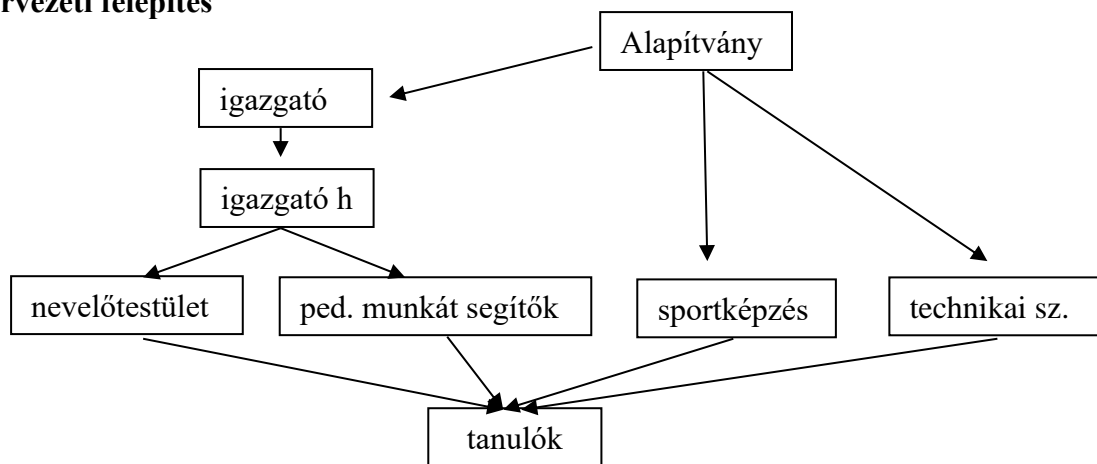 rvezeti felépítés
Alapítvány
igazgató
igazgató h
nevelőtestület
ped. munkát segítők
sportképzés
technikai sz.
tanulók